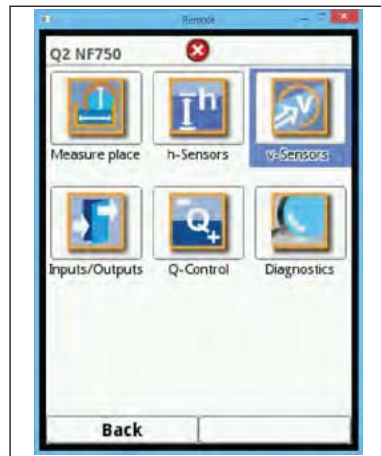 Remote
Q2 NF750
Measure place
h-Sensors
v-Sensors
Inputs/Outputs
Q-Control
Diagnostics
Back